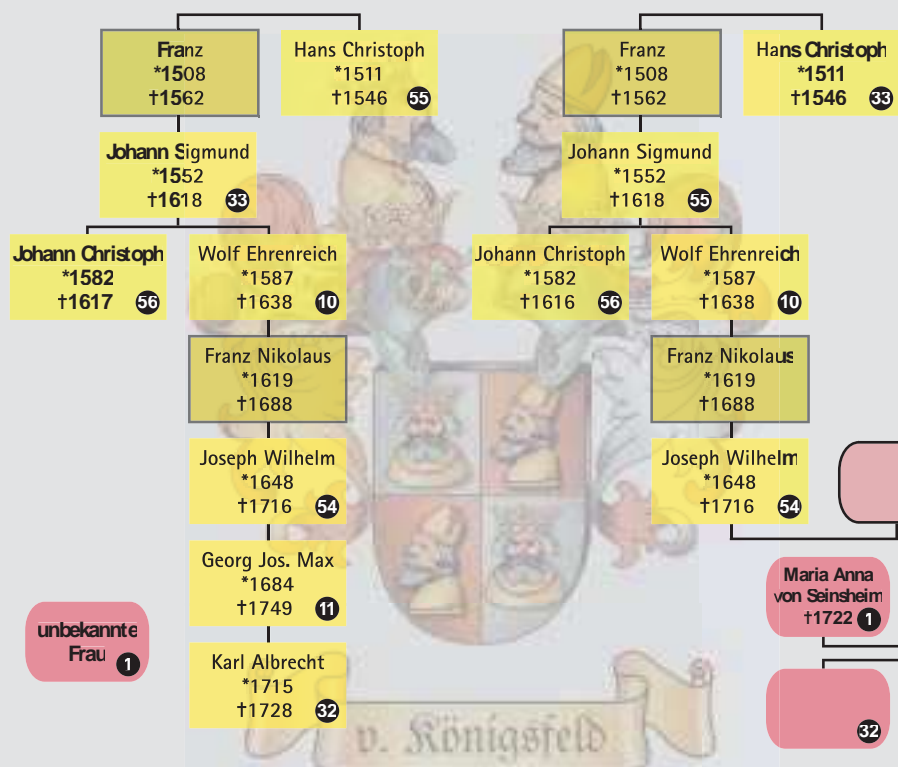 Franz
*1508
†1562
Hans Christoph
*1511
†1546 55
Johann Sigmund
*1552
†1618 33
Johann Christoph
*1582
†1617 56
Wolf Ehrenreich
*1587
†1638 10
Franz Nikolaus
*1619
†1688
Joseph Wilhelm
*1648
†1716 54
Georg Jos. Max
*1684
†1749 11
Karl Albrecht
*1715
†1728 32
unbekannte
Frau 1
Franz
*1508
†1562
Hans Christoph
*1511
†1546 33
Johann Sigmund
*1552
†1618 55
Johann Christoph
*1582
†1616 56
Wolf Ehrenreich
*1587
†1638 10
Franz Nikolaus
*1619
†1688
Joseph Wilhelm
*1648
†1716 54
Maria Anna
von Seinsheim
†1722 1
32
v. Königsfeld